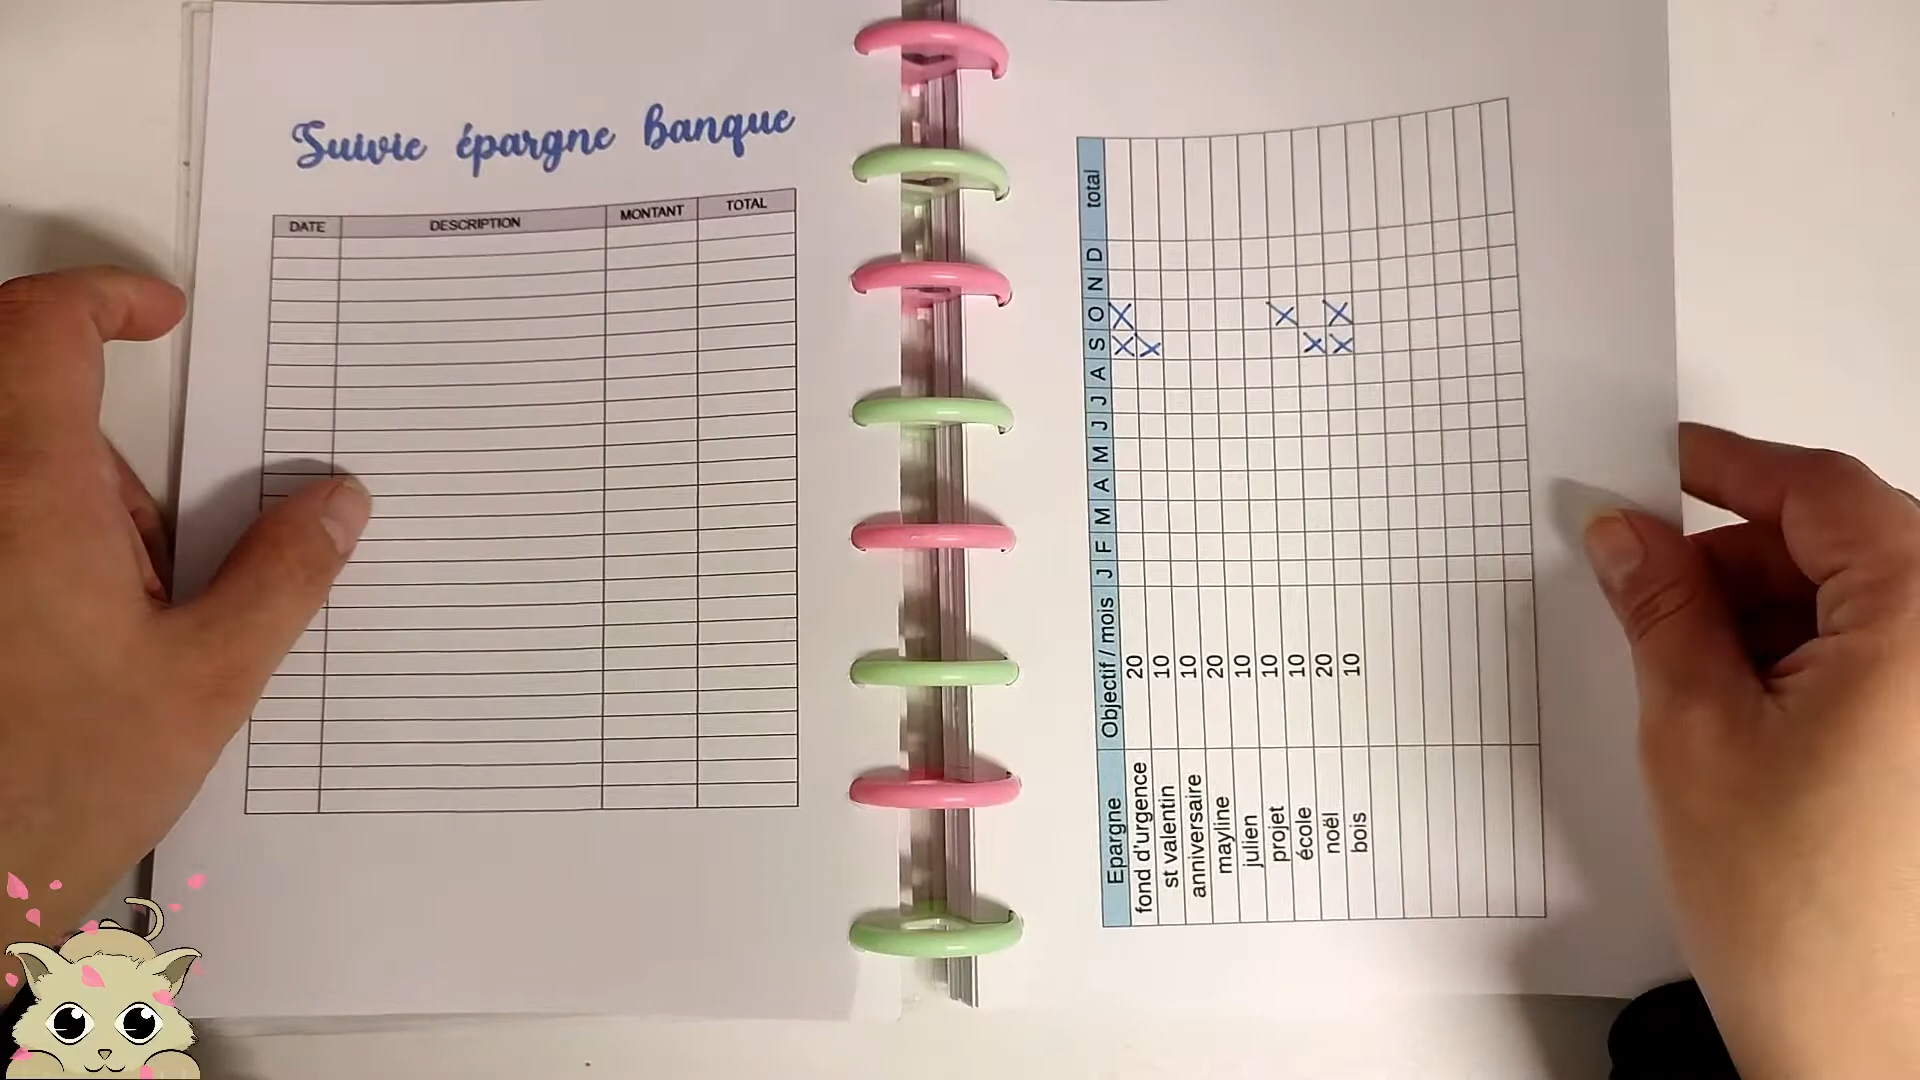 Suivie épargne Banque
DATE DESCRIPTION MONTANT TOTAL
Epargne Objectif / mois J F M A M J J A S O N D total
fond d'urgence 20 X X
st valentin 10 X
anniversaire 10
mayline 20
julien 10
projet 10 X
école 10 X
noël 20 X X
bois 10